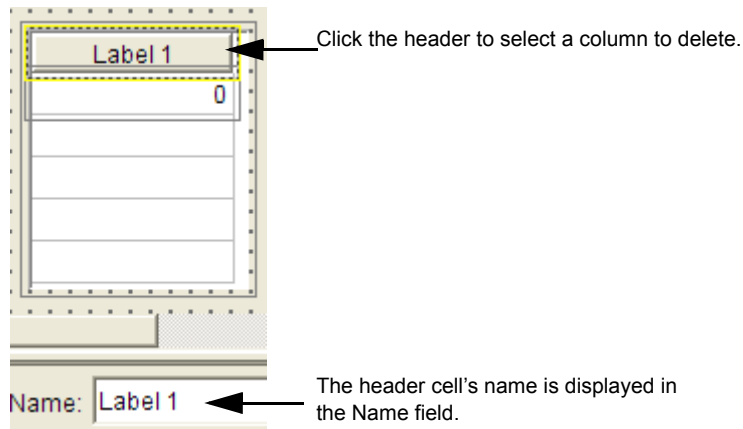 Label 1
Click the header to select a column to delete.
0
Name: Label 1
The header cell’s name is displayed in
the Name field.